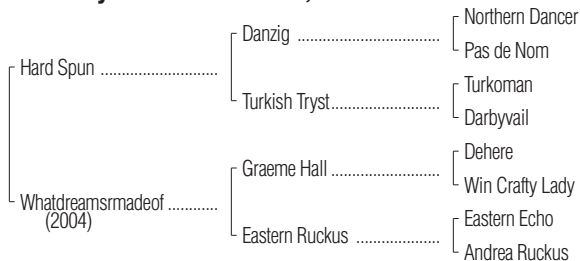 Northern Dancer
Danzig ........................................
Pas de Nom
Hard Spun .................................
Turkoman
Turkish Tryst ...............................
Darbyvail
Dehere
Graeme Hall ...............................
Win Crafty Lady
Whatdreamsrmadeof ..............
(2004)
Eastern Echo
Eastern Ruckus ........................
Andrea Ruckus